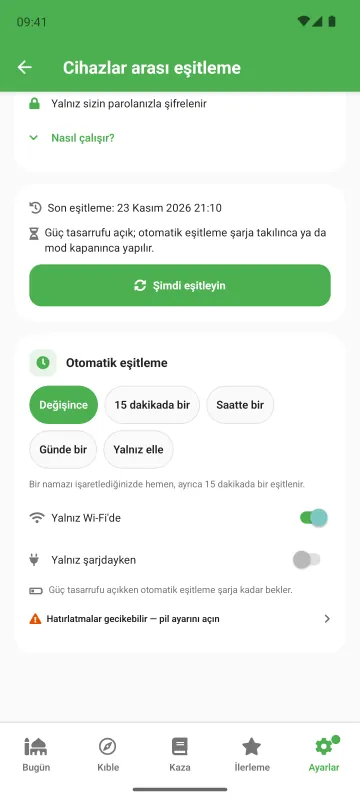 09:41
Cihazlar arası eşitleme
Yalnız sizin parolanızla şifrelenir
Nasıl çalışır?
Son eşitleme: 23 Kasım 2026 21:10
Güç tasarrufu açık; otomatik eşitleme şarja takılınca ya da
mod kapanınca yapılır.
Şimdi eşitleyin
Otomatik eşitleme
Değişince
15 dakikada bir
Saatte bir
Günde bir
Yalnız elle
Bir namazı işaretlediğinizde hemen, ayrıca 15 dakikada bir eşitlenir.
Yalnız Wi-Fi'de
Yalnız şarjdayken
Güç tasarrufu açıkken otomatik eşitleme şarja kadar bekler.
Hatırlatmalar gecikebilir — pil ayarını açın
Bugün
Kıble
Kaza
İlerleme
Ayarlar